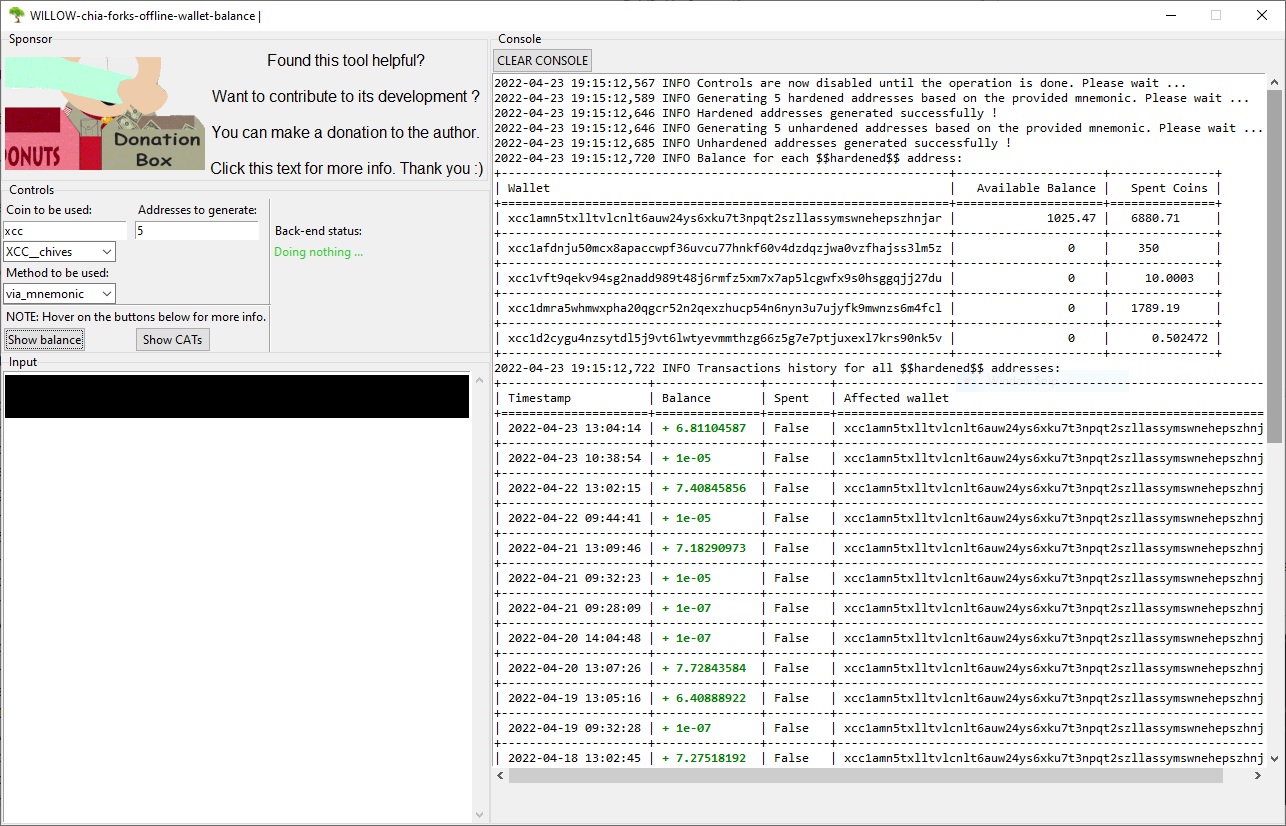 WILLOW-chia-forks-offline-wallet-balance |
Sponsor
DONUTS
Donation
Box
Found this tool helpful?
Want to contribute to its development ?
You can make a donation to the author.
Click this text for more info. Thank you :)
Controls
Coin to be used:
xcc
XCC__chives
Addresses to generate:
5
Method to be used:
via_mnemonic
Back-end status:
Doing nothing ...
NOTE: Hover on the buttons below for more info.
Show balance Show CATs
Input
Console
CLEAR CONSOLE
2022-04-23 19:15:12,567 INFO Controls are now disabled until the operation is done. Please wait ...
2022-04-23 19:15:12,589 INFO Generating 5 hardened addresses based on the provided mnemonic. Please wait ...
2022-04-23 19:15:12,646 INFO Hardened addresses generated successfully !
2022-04-23 19:15:12,646 INFO Generating 5 unhardened addresses based on the provided mnemonic. Please wait ...
2022-04-23 19:15:12,685 INFO Unhardened addresses generated successfully !
2022-04-23 19:15:12,720 INFO Balance for each $$hardened$$ address:
| Wallet | Available Balance | Spent Coins |
| xcc1amn5txlltvlcnlt6auw24ys6xku7t3npqt2szllassymswnehepszhnjar | 1025.47 | 6880.71 |
| xcc1afdnju50mcx8apaccwpf36uvcu77hnkf60v4dzdqzjwa0vzfhajss3lm5z | 0 | 350 |
| xcc1vft9qekv94sg2nadd989t48j6rmfz5xm7x7ap5lcgwfx9s0hsggqjj27du | 0 | 10.0003 |
| xcc1dmra5whmwxpha20qgcr52n2qexzhucp54n6nyn3u7ujyfk9mwnzs6m4fcl | 0 | 1789.19 |
| xcc1d2cygu4nzsytdl5j9vt6lwtyevmmthzg66z5g7e7ptjuxexl7krs90nk5v | 0 | 0.502472 |
2022-04-23 19:15:12,722 INFO Transactions history for all $$hardened$$ addresses:
| Timestamp | Balance | Spent | Affected wallet
| 2022-04-23 13:04:14 | + 6.81104587 | False | xcc1amn5txlltvlcnlt6auw24ys6xku7t3npqt2szllassymswnehepszhnj
| 2022-04-23 10:38:54 | + 1e-05 | False | xcc1amn5txlltvlcnlt6auw24ys6xku7t3npqt2szllassymswnehepszhnj
| 2022-04-22 13:02:15 | + 7.40845856 | False | xcc1amn5txlltvlcnlt6auw24ys6xku7t3npqt2szllassymswnehepszhnj
| 2022-04-22 09:44:41 | + 1e-05 | False | xcc1amn5txlltvlcnlt6auw24ys6xku7t3npqt2szllassymswnehepszhnj
| 2022-04-21 13:09:46 | + 7.18290973 | False | xcc1amn5txlltvlcnlt6auw24ys6xku7t3npqt2szllassymswnehepszhnj
| 2022-04-21 09:32:23 | + 1e-05 | False | xcc1amn5txlltvlcnlt6auw24ys6xku7t3npqt2szllassymswnehepszhnj
| 2022-04-21 09:28:09 | + 1e-07 | False | xcc1amn5txlltvlcnlt6auw24ys6xku7t3npqt2szllassymswnehepszhnj
| 2022-04-20 14:04:48 | + 1e-07 | False | xcc1amn5txlltvlcnlt6auw24ys6xku7t3npqt2szllassymswnehepszhnj
| 2022-04-20 13:07:26 | + 7.72843584 | False | xcc1amn5txlltvlcnlt6auw24ys6xku7t3npqt2szllassymswnehepszhnj
| 2022-04-19 13:05:16 | + 6.40888922 | False | xcc1amn5txlltvlcnlt6auw24ys6xku7t3npqt2szllassymswnehepszhnj
| 2022-04-19 09:32:28 | + 1e-07 | False | xcc1amn5txlltvlcnlt6auw24ys6xku7t3npqt2szllassymswnehepszhnj
| 2022-04-18 13:02:45 | + 7.27518192 | False | xcc1amn5txlltvlcnlt6auw24ys6xku7t3npqt2szllassymswnehepszhnj